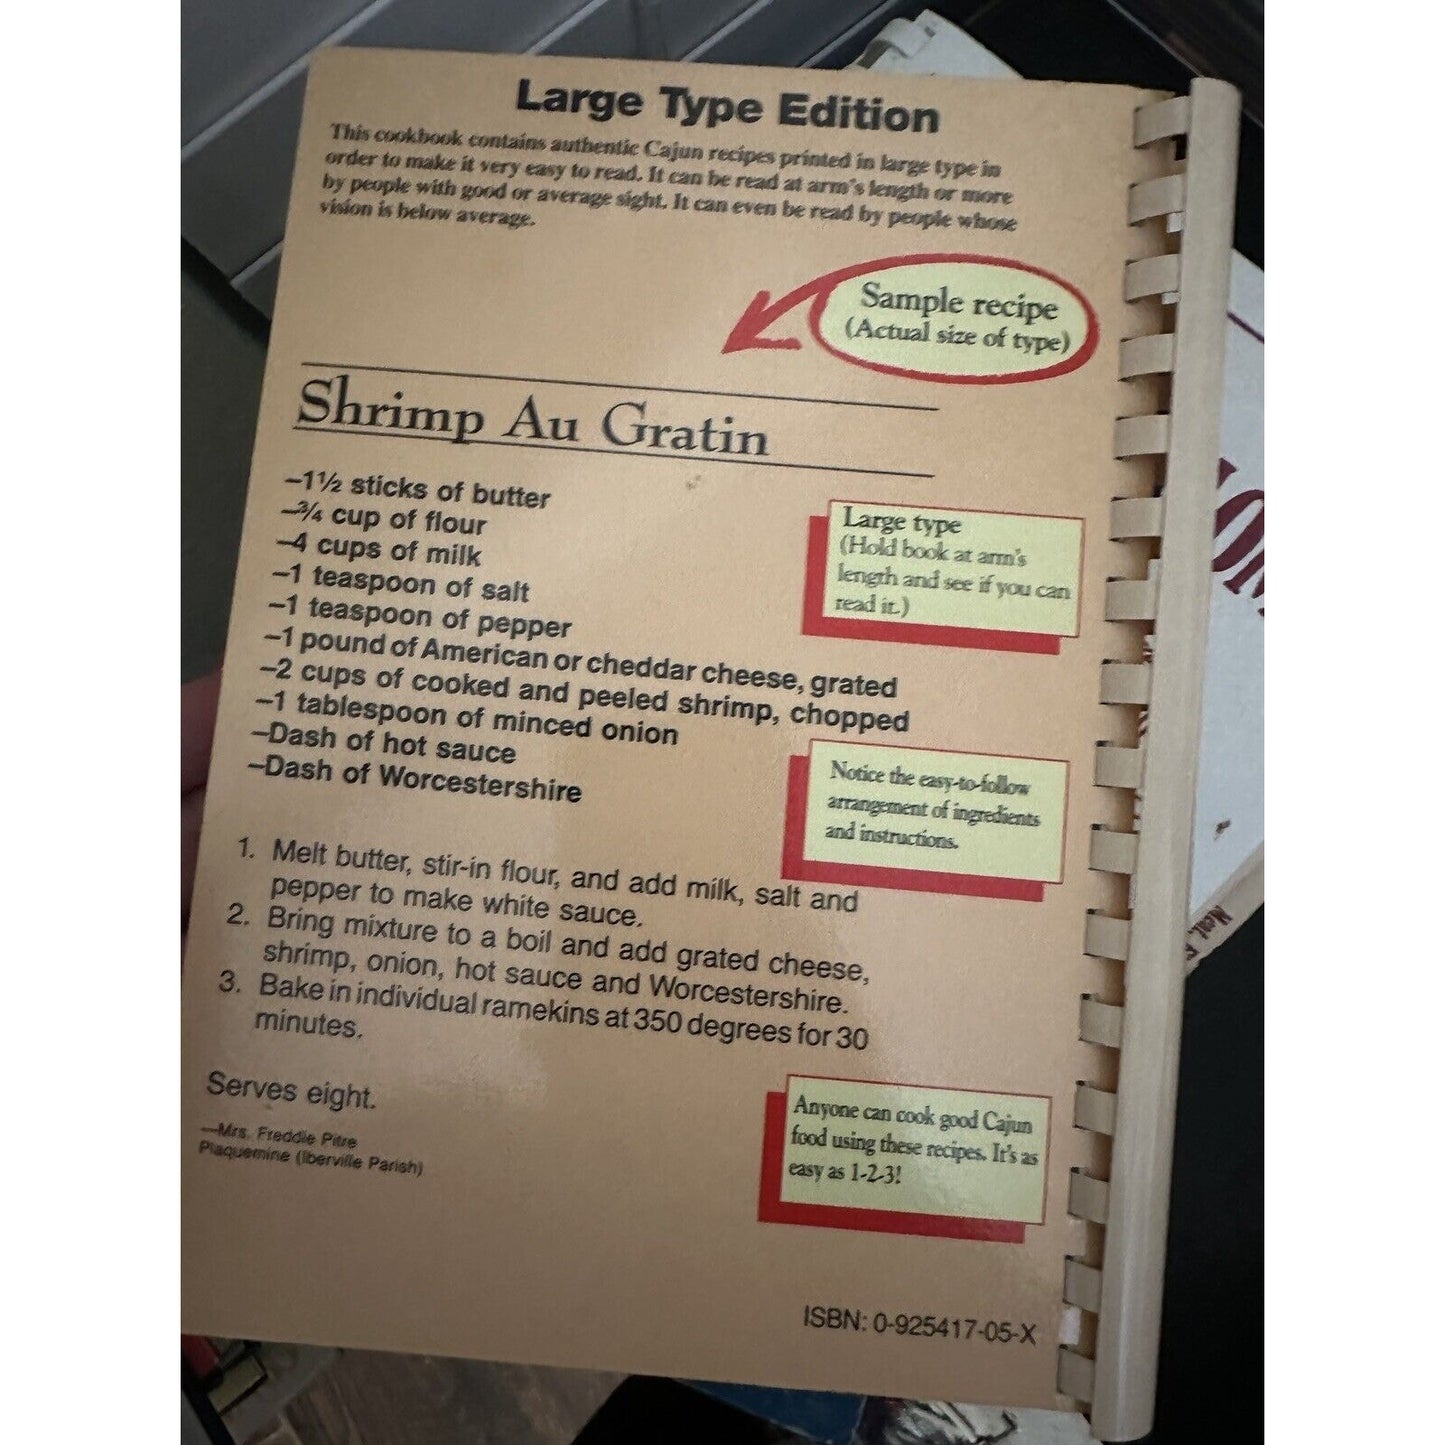 Large Type Edition
This cookbook contains authentic Cajun recipes printed in large type in
order to make it very easy to read. It can be read at arm's length or more
by people with good or average sight. It can even be read by people whose
vision is below average.
Sample recipe
(Actual size of type)
Shrimp Au Gratin
–1½ sticks of butter
–¾ cup of flour
–4 cups of milk
–1 teaspoon of salt
–1 teaspoon of pepper
–1 pound of American or cheddar cheese, grated
–2 cups of cooked and peeled shrimp, chopped
–1 tablespoon of minced onion
–Dash of hot sauce
–Dash of Worcestershire
Large type
(Hold book at arm's
length and see if you can
read it.)
Notice the easy-to-follow
arrangement of ingredients
and instructions.
1. Melt butter, stir-in flour, and add milk, salt and
pepper to make white sauce.
2. Bring mixture to a boil and add grated cheese,
shrimp, onion, hot sauce and Worcestershire.
3. Bake in individual ramekins at 350 degrees for 30
minutes.
Serves eight.
—Mrs. Freddie Pitre
Plaquemine (Iberville Parish)
Anyone can cook good Cajun
food using these recipes. It's as
easy as 1-2-3!
ISBN: 0-925417-05-X